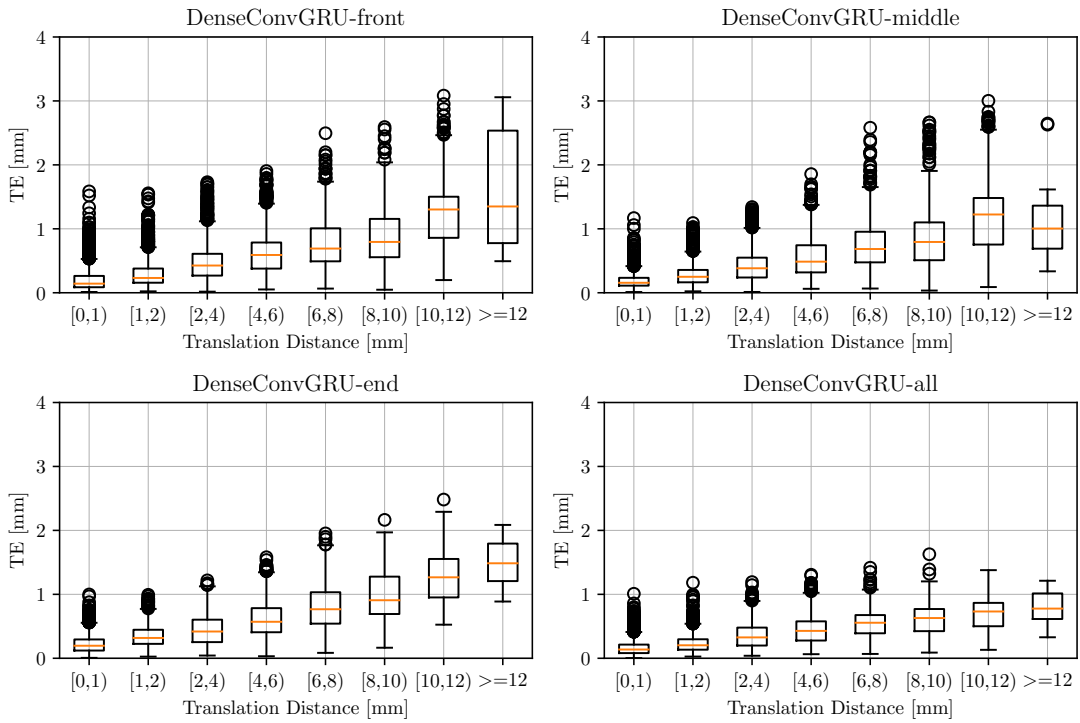 DenseConvGRU-front
4
3
2
1
0
TE [mm]
[0,1) [1,2) [2,4) [4,6) [6,8) [8,10) [10,12) >=12
Translation Distance [mm]
DenseConvGRU-middle
4
3
2
1
0
TE [mm]
[0,1) [1,2) [2,4) [4,6) [6,8) [8,10) [10,12) >=12
Translation Distance [mm]
DenseConvGRU-end
4
3
2
1
0
TE [mm]
[0,1) [1,2) [2,4) [4,6) [6,8) [8,10) [10,12) >=12
Translation Distance [mm]
DenseConvGRU-all
4
3
2
1
0
TE [mm]
[0,1) [1,2) [2,4) [4,6) [6,8) [8,10) [10,12) >=12
Translation Distance [mm]